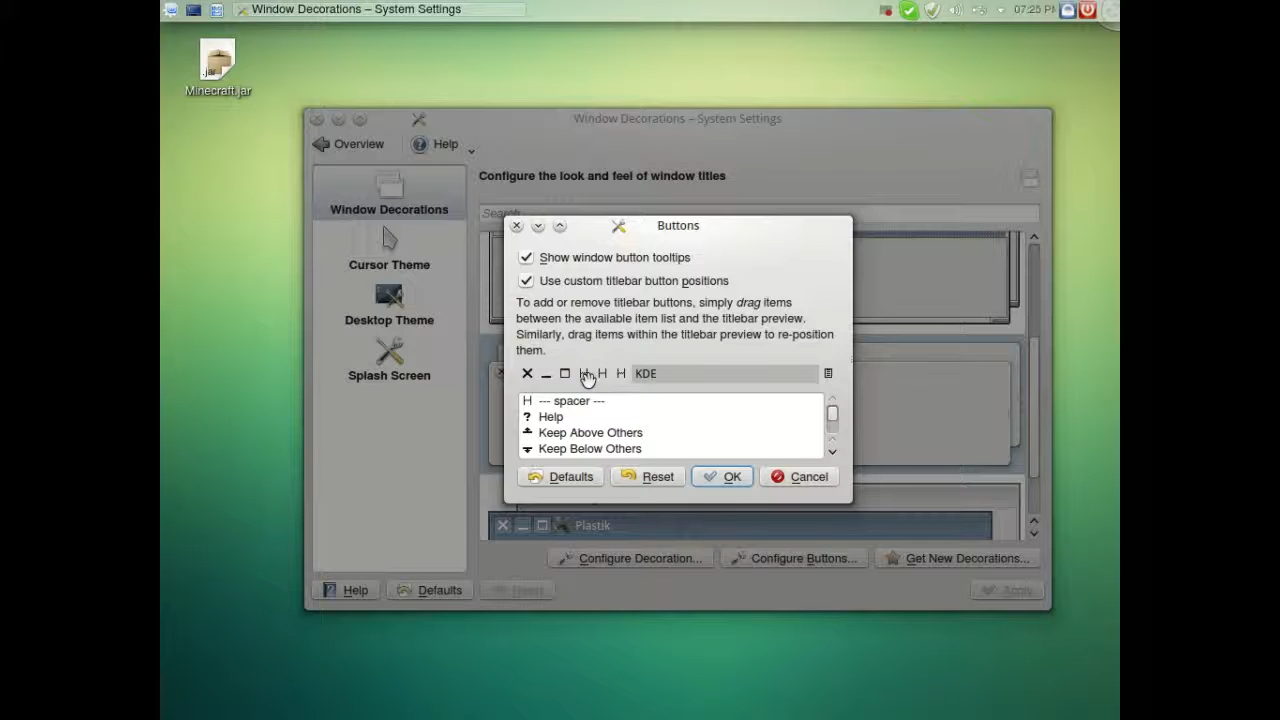 Window Decorations – System Settings
07:25 PM
.jar
Minecraft.jar
Window Decorations – System Settings
Overview
Help
Window Decorations
Cursor Theme
Desktop Theme
Splash Screen
Configure the look and feel of window titles
Search
Buttons
Show window button tooltips
Use custom titlebar button positions
To add or remove titlebar buttons, simply drag items
between the available item list and the titlebar preview.
Similarly, drag items within the titlebar preview to re-position
them.
H H H KDE
H --- spacer ---
? Help
Keep Above Others
Keep Below Others
Defaults
Reset
OK
Cancel
Plastik
Configure Decoration...
Configure Buttons...
Get New Decorations...
Help
Defaults
Reset
Apply